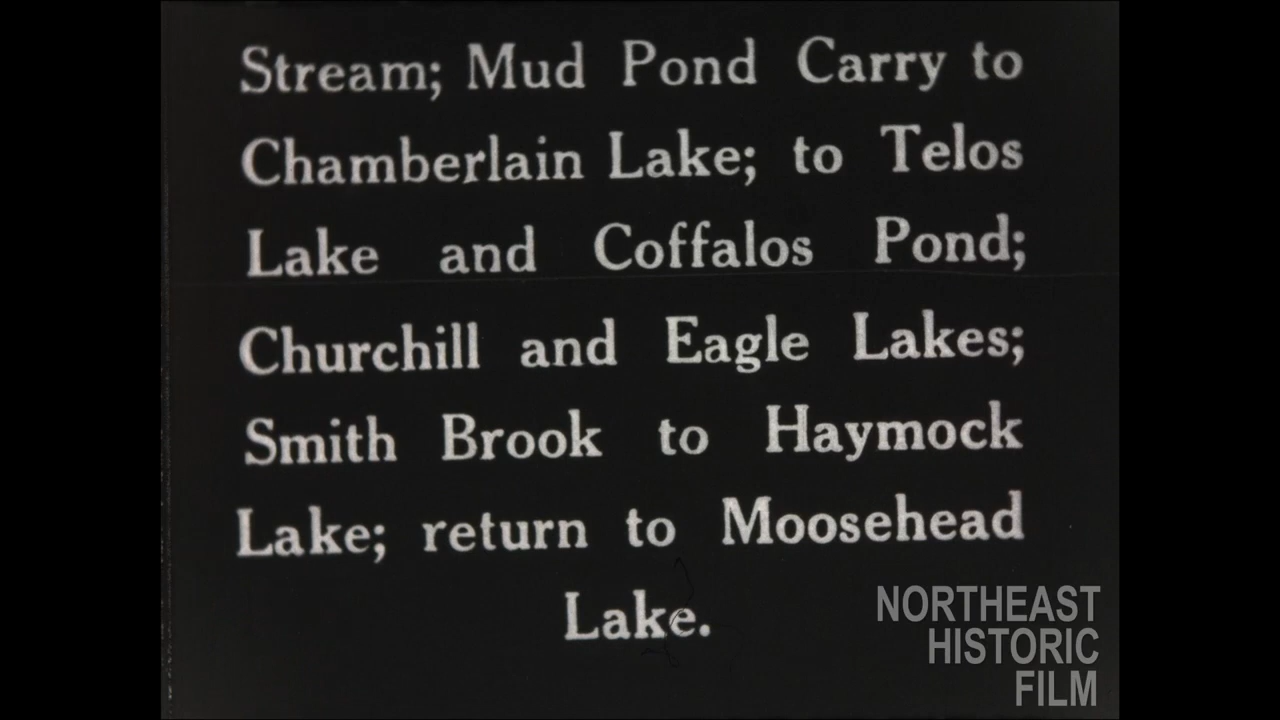 Stream; Mud Pond Carry to
Chamberlain Lake; to Telos
Lake and Coffalos Pond;
Churchill and Eagle Lakes;
Smith Brook to Haymock
Lake; return to Moosehead
Lake.
NORTHEAST
HISTORIC
FILM